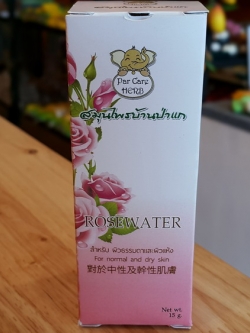 Par Care
HERB
สมุนไพรบ้านป่าแก
ROSEWATER
สำหรับ ผิวธรรมดาและผิวแห้ง
For normal and dry skin
對於中性及幹性肌膚
Net wt.
15 g.